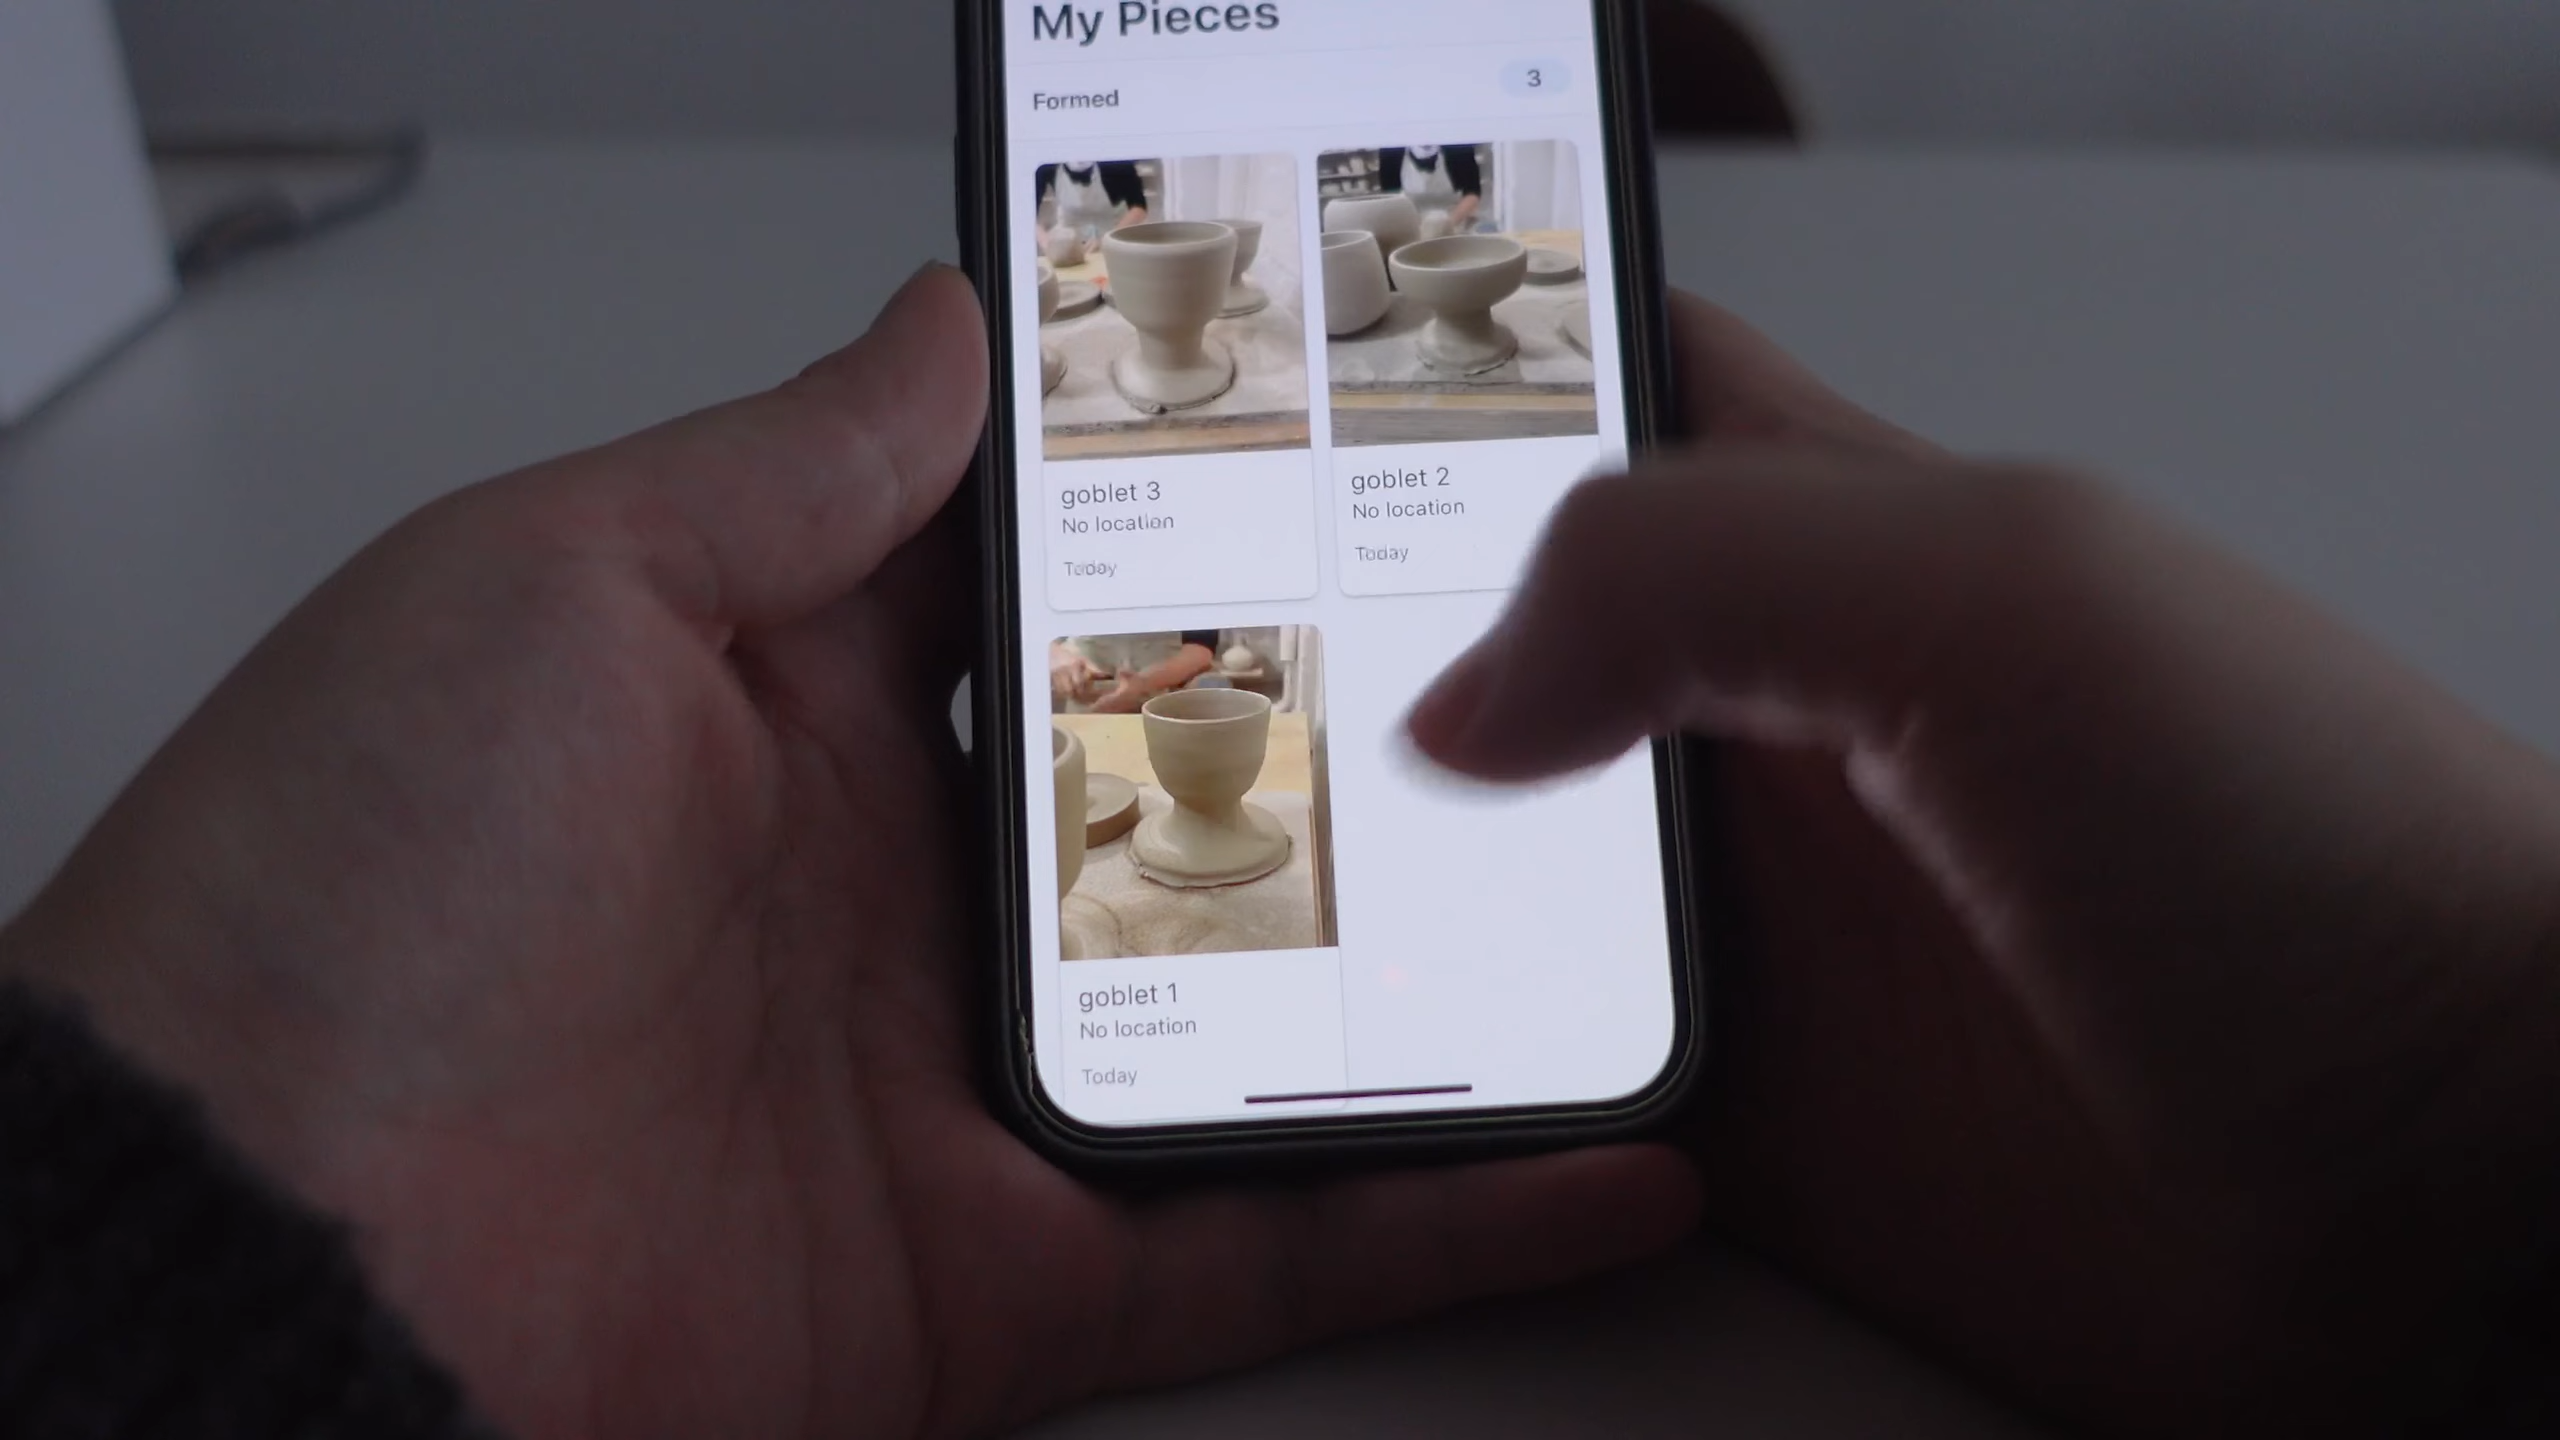 My Pieces
Formed
3
goblet 3
No location
Today
goblet 2
No location
Today
goblet 1
No location
Today